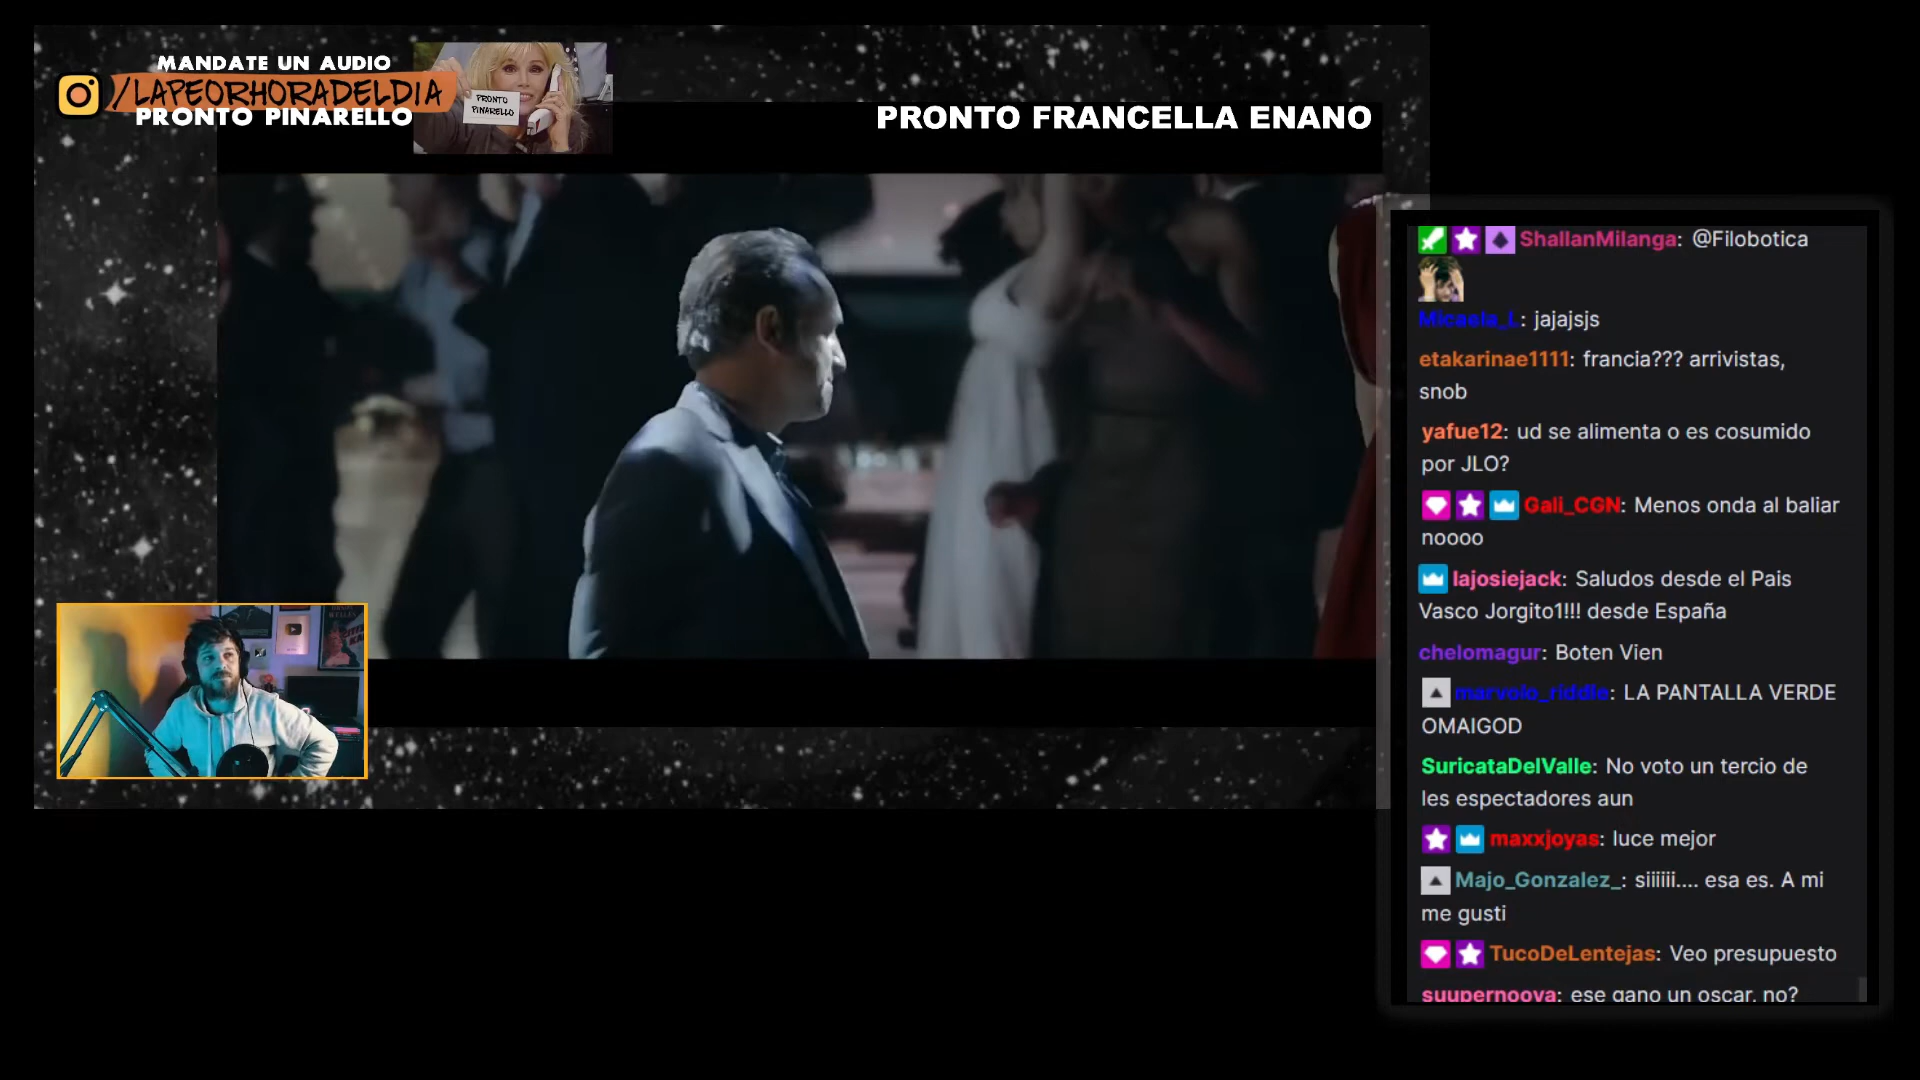 MANDATE UN AUDIO
/LAPEORHORADELDIA
PRONTO PINARELLO
PRONTO
PINARELLO
PRONTO FRANCELLA ENANO
ShallanMilanga: @Filobotica
Micaela_L: jajajsjs
etakarinae1111: francia??? arrivistas,
snob
yafue12: ud se alimenta o es cosumido
por JLO?
Gali_CGN: Menos onda al baliar
noooo
lajosiejack: Saludos desde el Pais
Vasco Jorgito1!!! desde España
chelomagur: Boten Vien
marvolo_riddle: LA PANTALLA VERDE
OMAIGOD
SuricataDelValle: No voto un tercio de
les espectadores aun
maxxjoyas: luce mejor
Majo_Gonzalez_: siiiiii.... esa es. A mi
me gusti
TucoDeLentejas: Veo presupuesto
suupernoova: ese gano un oscar, no?